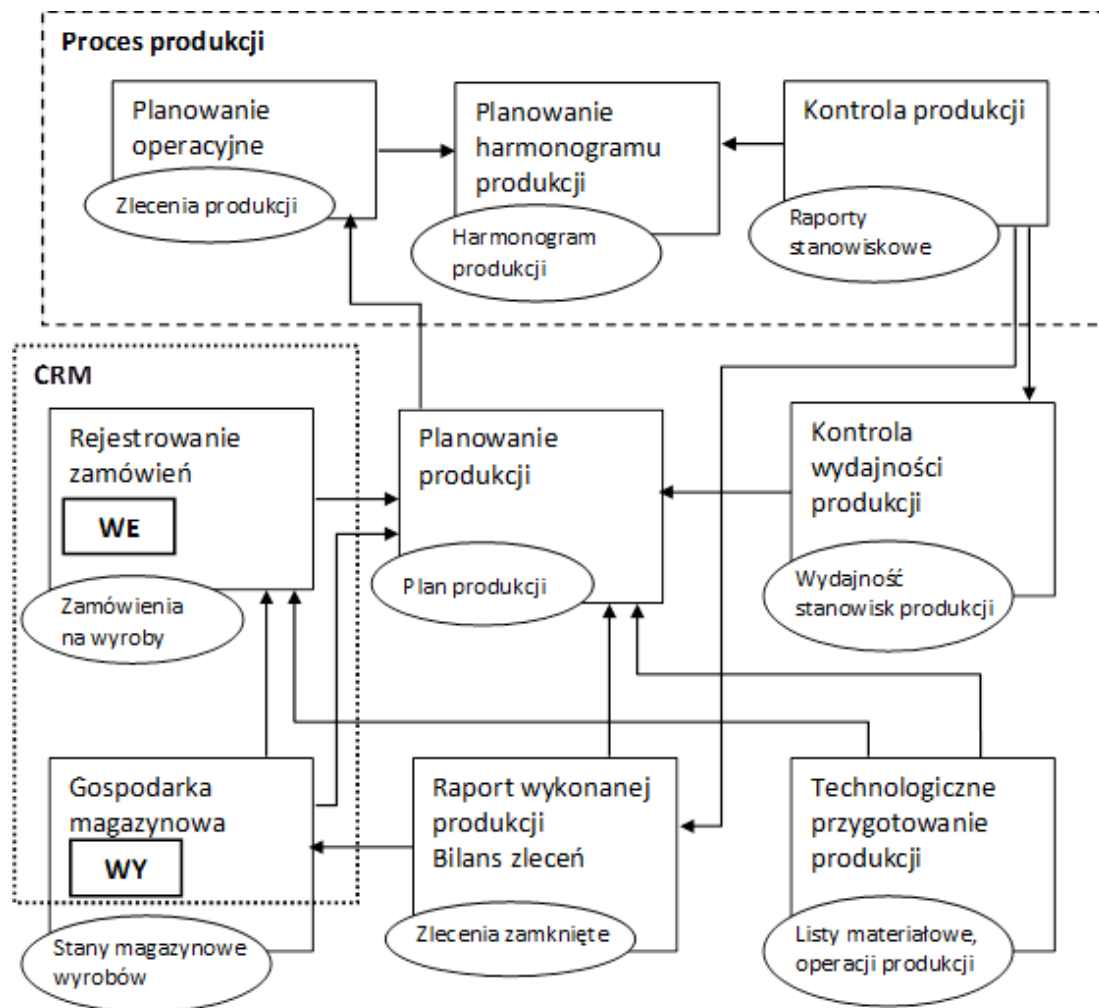 Proces produkcji
Planowanie
operacyjne
Zlecenia produkcji
Planowanie
harmonogramu
produkcji
Harmonogram
produkcji
Kontrola produkcji
Raporty
stanowiskowe
CRM
Rejestrowanie
zamówień
WE
Zamówienia
na wyroby
Planowanie
produkcji
Plan produkcji
Kontrola
wydajności
produkcji
Wydajność
stanowisk produkcji
Gospodarka
magazynowa
WY
Stany magazynowe
wyrobów
Raport wykonanej
produkcji
Bilans zleceń
Zlecenia zamknięte
Technologiczne
przygotowanie
produkcji
Listy materiałowe,
operacji produkcji